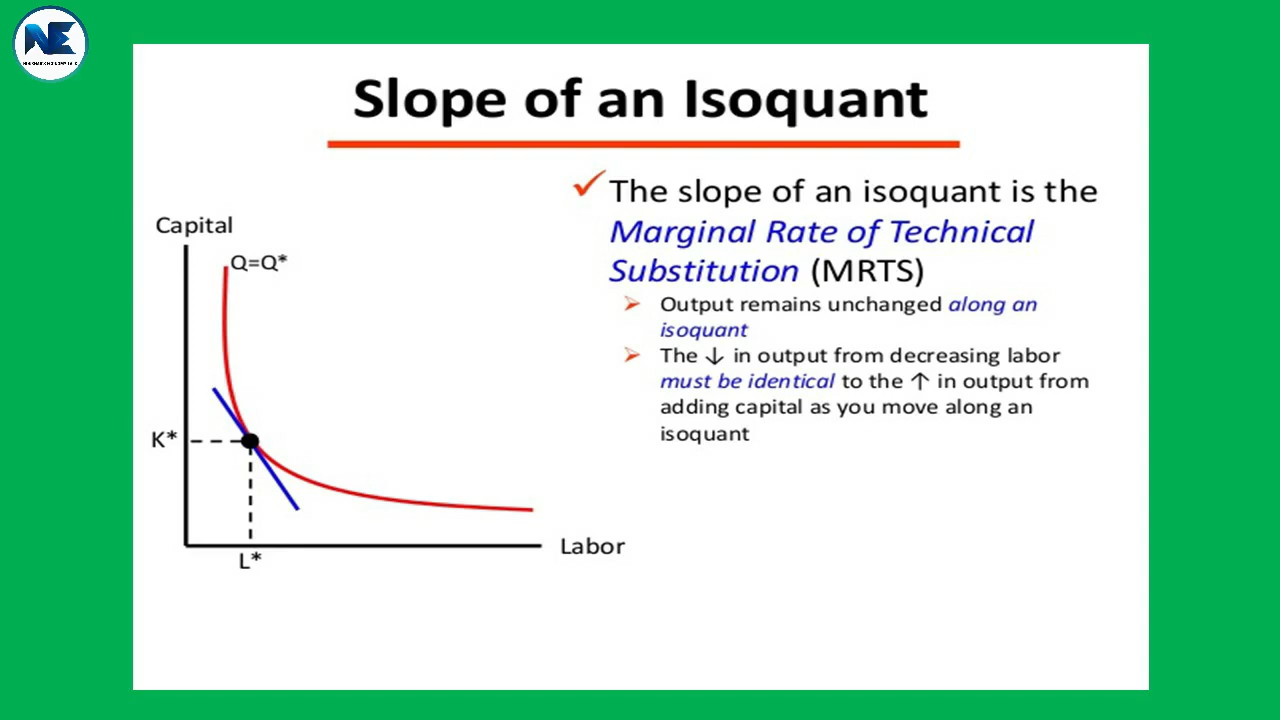 NE
Slope of an Isoquant
✓ The slope of an isoquant is the
Marginal Rate of Technical
Substitution (MRTS)
➢ Output remains unchanged along an
isoquant
➢ The ↓ in output from decreasing labor
must be identical to the ↑ in output from
adding capital as you move along an
isoquant
Capital
Q=Q*
K*
L*
Labor